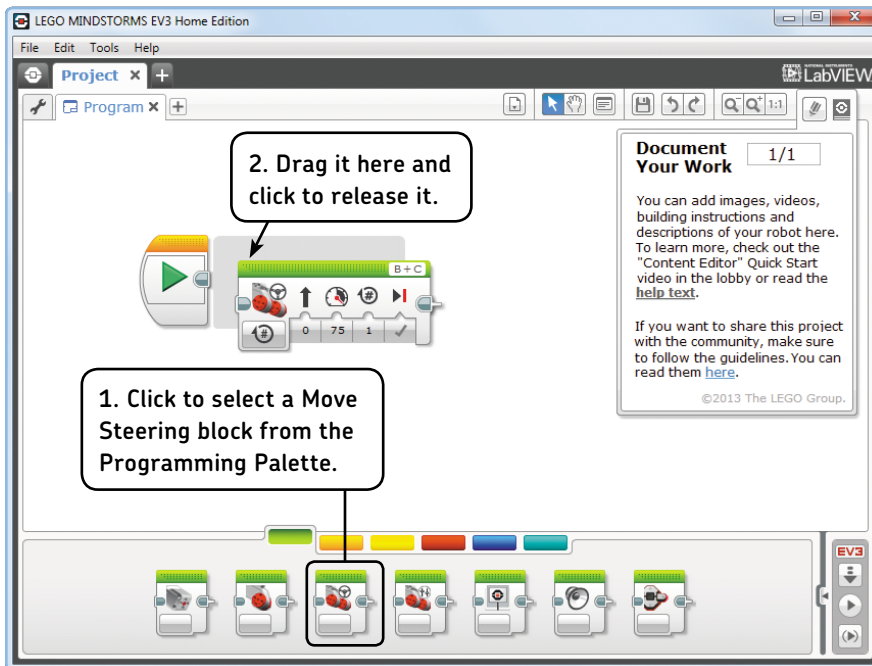 LEGO MINDSTORMS EV3 Home Edition
File Edit Tools Help
Project
NATIONAL INSTRUMENTS
LabVIEW
Program
1:1
2. Drag it here and
click to release it.
Document
Your Work
1/1
You can add images, videos,
building instructions and
descriptions of your robot here.
To learn more, check out the
"Content Editor" Quick Start
video in the lobby or read the
help text.
If you want to share this project
with the community, make sure
to follow the guidelines. You can
read them here.
©2013 The LEGO Group.
B + C
#
# 0 75 1
1. Click to select a Move
Steering block from the
Programming Palette.
EV3